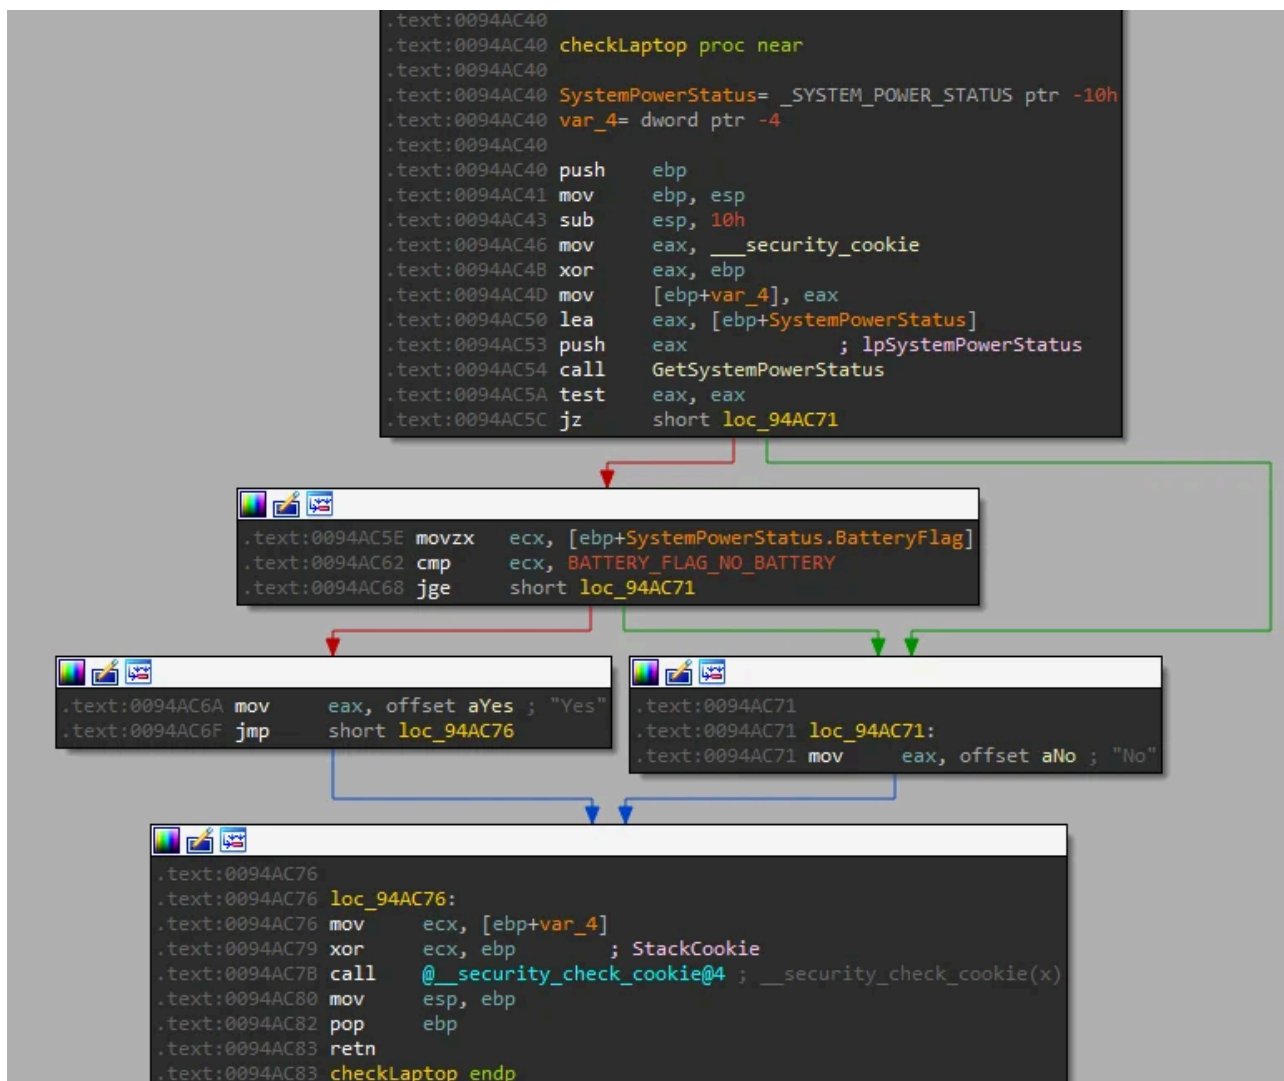 .text:0094AC40
.text:0094AC40 checkLaptop proc near
.text:0094AC40
.text:0094AC40 SystemPowerStatus= _SYSTEM_POWER_STATUS ptr -10h
.text:0094AC40 var_4= dword ptr -4
.text:0094AC40
.text:0094AC40 push ebp
.text:0094AC41 mov ebp, esp
.text:0094AC43 sub esp, 10h
.text:0094AC46 mov eax, ___security_cookie
.text:0094AC4B xor eax, ebp
.text:0094AC4D mov [ebp+var_4], eax
.text:0094AC50 lea eax, [ebp+SystemPowerStatus]
.text:0094AC53 push eax ; lpSystemPowerStatus
.text:0094AC54 call GetSystemPowerStatus
.text:0094AC5A test eax, eax
.text:0094AC5C jz short loc_94AC71
.text:0094AC5E movzx ecx, [ebp+SystemPowerStatus.BatteryFlag]
.text:0094AC62 cmp ecx, BATTERY_FLAG_NO_BATTERY
.text:0094AC68 jge short loc_94AC71
.text:0094AC6A mov eax, offset aYes ; "Yes"
.text:0094AC6F jmp short loc_94AC76
.text:0094AC71
.text:0094AC71 loc_94AC71:
.text:0094AC71 mov eax, offset aNo ; "No"
.text:0094AC76
.text:0094AC76 loc_94AC76:
.text:0094AC76 mov ecx, [ebp+var_4]
.text:0094AC79 xor ecx, ebp ; StackCookie
.text:0094AC7B call @__security_check_cookie@4 ; __security_check_cookie(x)
.text:0094AC80 mov esp, ebp
.text:0094AC82 pop ebp
.text:0094AC83 retn
.text:0094AC83 checkLaptop endp